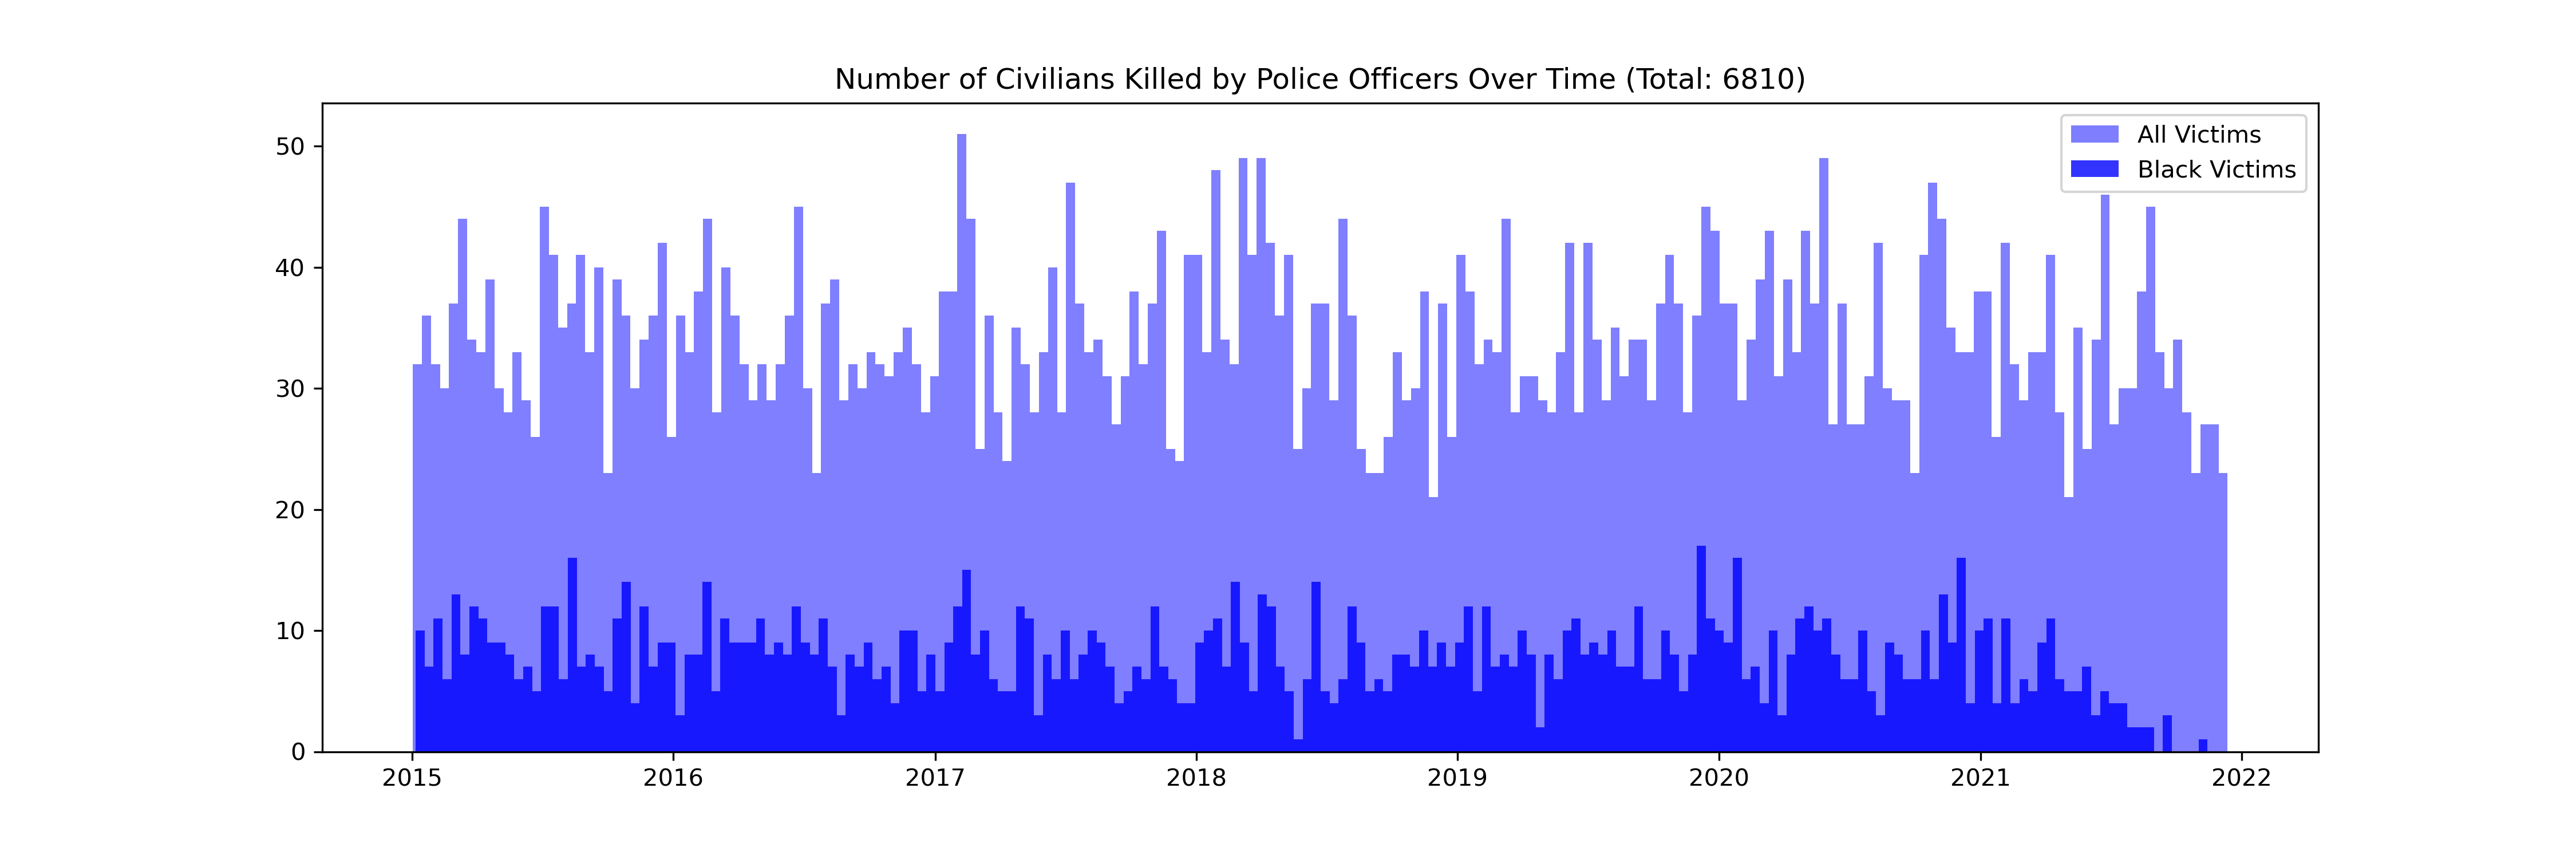 Number of Civilians Killed by Police Officers Over Time (Total: 6810)
All Victims
Black Victims
50
40
30
20
10
0
2015 2016 2017 2018 2019 2020 2021 2022